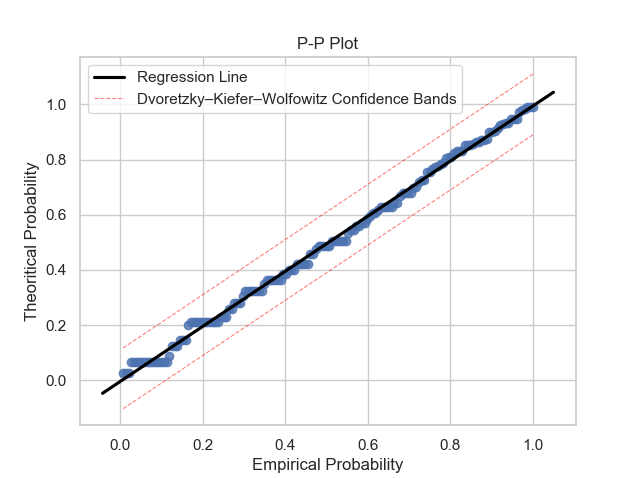 P-P Plot
Regression Line
Dvoretzky–Kiefer–Wolfowitz Confidence Bands
Theoritical Probability
1.0
0.8
0.6
0.4
0.2
0.0
0.0 0.2 0.4 0.6 0.8 1.0
Empirical Probability